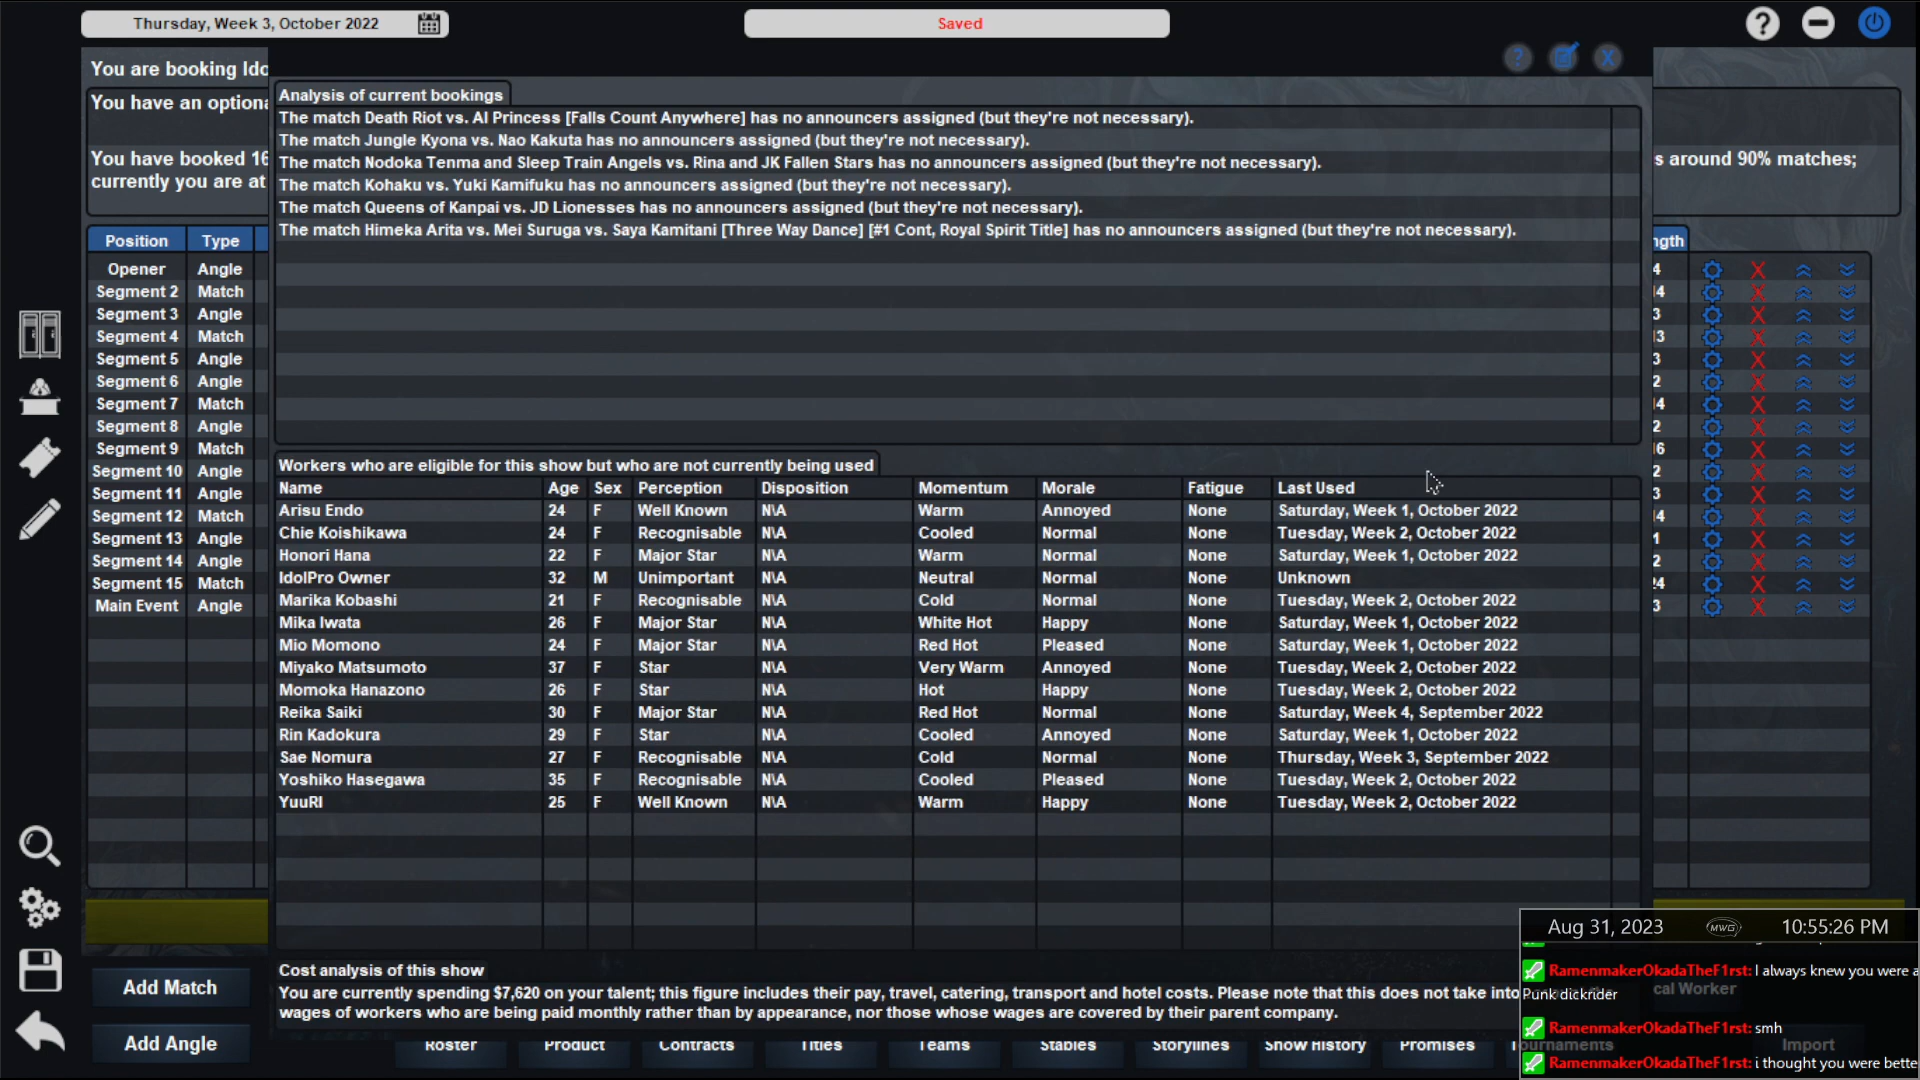 Thursday, Week 3, October 2022
Saved
You are booking Ido
You have an optiona
You have booked 16
s around 90% matches;
currently you are at
Analysis of current bookings
The match Death Riot vs. AI Princess [Falls Count Anywhere] has no announcers assigned (but they're not necessary).
The match Jungle Kyona vs. Nao Kakuta has no announcers assigned (but they're not necessary).
The match Nodoka Tenma and Sleep Train Angels vs. Rina and JK Fallen Stars has no announcers assigned (but they're not necessary).
The match Kohaku vs. Yuki Kamifuku has no announcers assigned (but they're not necessary).
The match Queens of Kanpai vs. JD Lionesses has no announcers assigned (but they're not necessary).
The match Himeka Arita vs. Mei Suruga vs. Saya Kamitani [Three Way Dance] [#1 Cont, Royal Spirit Title] has no announcers assigned (but they're not necessary).
Position Type ngth
Opener Angle 4
Segment 2 Match 14
Segment 3 Angle 3
Segment 4 Match 13
Segment 5 Angle 3
Segment 6 Angle 2
Segment 7 Match 14
Segment 8 Angle 2
Segment 9 Match 16
Segment 10 Angle 2
Segment 11 Angle 3
Segment 12 Match 14
Segment 13 Angle 1
Segment 14 Angle 2
Segment 15 Match 24
Main Event Angle 3
Workers who are eligible for this show but who are not currently being used
Name Age Sex Perception Disposition Momentum Morale Fatigue Last Used
Arisu Endo 24 F Well Known N\A Warm Annoyed None Saturday, Week 1, October 2022
Chie Koishikawa 24 F Recognisable N\A Cooled Normal None Tuesday, Week 2, October 2022
Honori Hana 22 F Major Star N\A Warm Normal None Saturday, Week 1, October 2022
IdolPro Owner 32 M Unimportant N\A Neutral Normal None Unknown
Marika Kobashi 21 F Recognisable N\A Cold Normal None Tuesday, Week 2, October 2022
Mika Iwata 26 F Major Star N\A White Hot Happy None Saturday, Week 1, October 2022
Mio Momono 24 F Major Star N\A Red Hot Pleased None Saturday, Week 1, October 2022
Miyako Matsumoto 37 F Star N\A Very Warm Annoyed None Tuesday, Week 2, October 2022
Momoka Hanazono 26 F Star N\A Hot Happy None Tuesday, Week 2, October 2022
Reika Saiki 30 F Major Star N\A Red Hot Normal None Saturday, Week 4, September 2022
Rin Kadokura 29 F Star N\A Cooled Annoyed None Saturday, Week 1, October 2022
Sae Nomura 27 F Recognisable N\A Cold Normal None Thursday, Week 3, September 2022
Yoshiko Hasegawa 35 F Recognisable N\A Cooled Pleased None Tuesday, Week 2, October 2022
YuuRI 25 F Well Known N\A Warm Happy None Tuesday, Week 2, October 2022
Cost analysis of this show
You are currently spending $7,620 on your talent; this figure includes their pay, travel, catering, transport and hotel costs. Please note that this does not take into
wages of workers who are being paid monthly rather than by appearance, nor those whose wages are covered by their parent company.
Add Match
Add Angle
Roster Product Contracts Titles Teams Stables Storylines Show History Promises Tournaments Import
cal Worker
Aug 31, 2023 MWG 10:55:26 PM
RamenmakerOkadaTheF1rst: I always knew you were a
Punk dickrider
RamenmakerOkadaTheF1rst: smh
RamenmakerOkadaTheF1rst: i thought you were bette